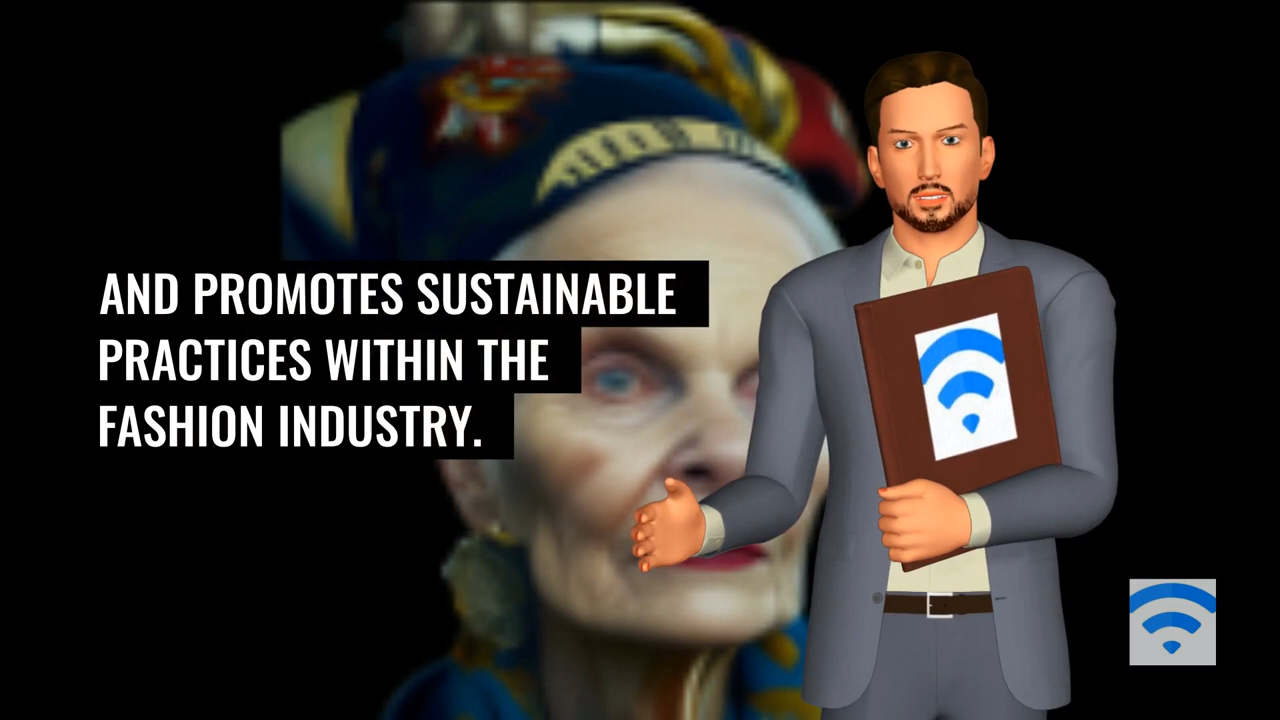 AND PROMOTES SUSTAINABLE
PRACTICES WITHIN THE
FASHION INDUSTRY.